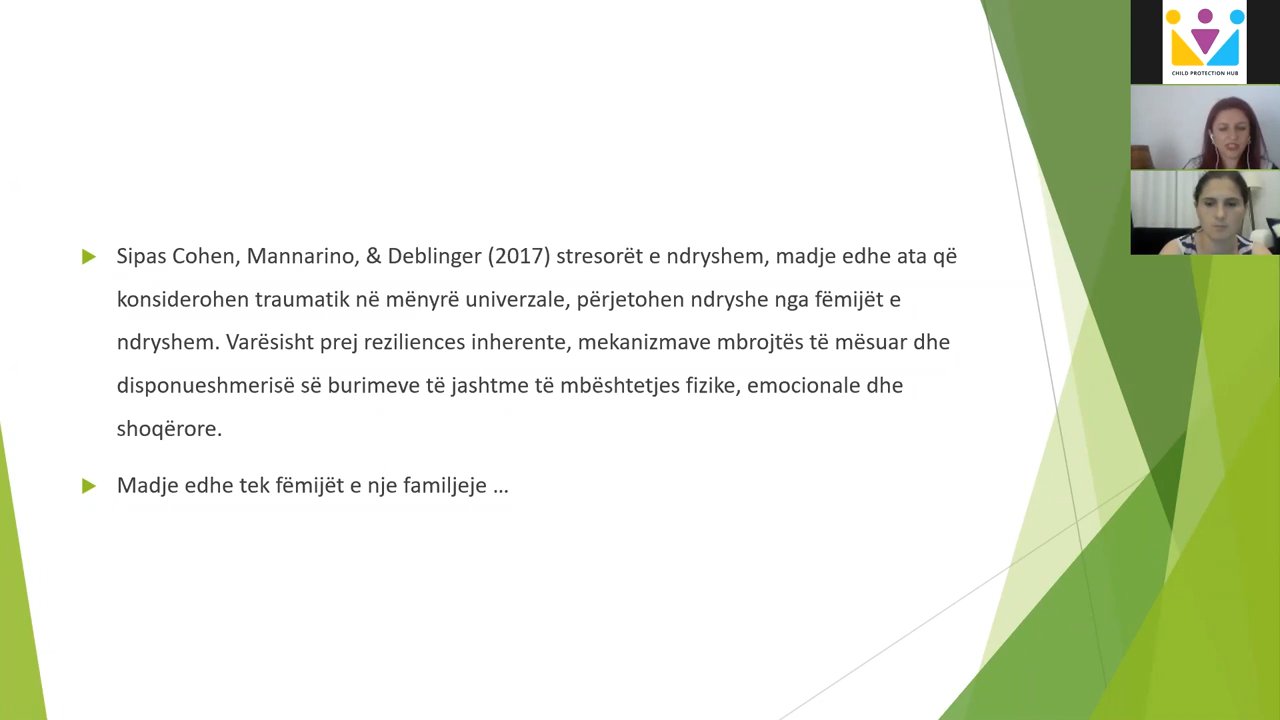 Sipas Cohen, Mannarino, & Deblinger (2017) stresorët e ndryshem, madje edhe ata që
konsiderohen traumatik në mënyrë univerzale, përjetohen ndryshe nga fëmijët e
ndryshem. Varësisht prej reziliences inherente, mekanizmave mbrojtës të mësuar dhe
disponueshmerisë së burimeve të jashtme të mbështetjes fizike, emocionale dhe
shoqërore.
Madje edhe tek fëmijët e nje familjeje ...
CHILD PROTECTION HUB